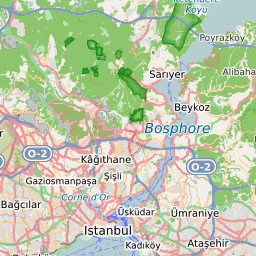 Köyü
Poyrazköy
Sarıyer
Alibaha
Beykoz
Bosphore
O-2
Kâğıthane
O-2
Gaziosmanpaşa
Şişli
Bağcılar
Corne d'Or
Üsküdar
Ümraniye
Istanbul
Kadıköy
Ataşehir